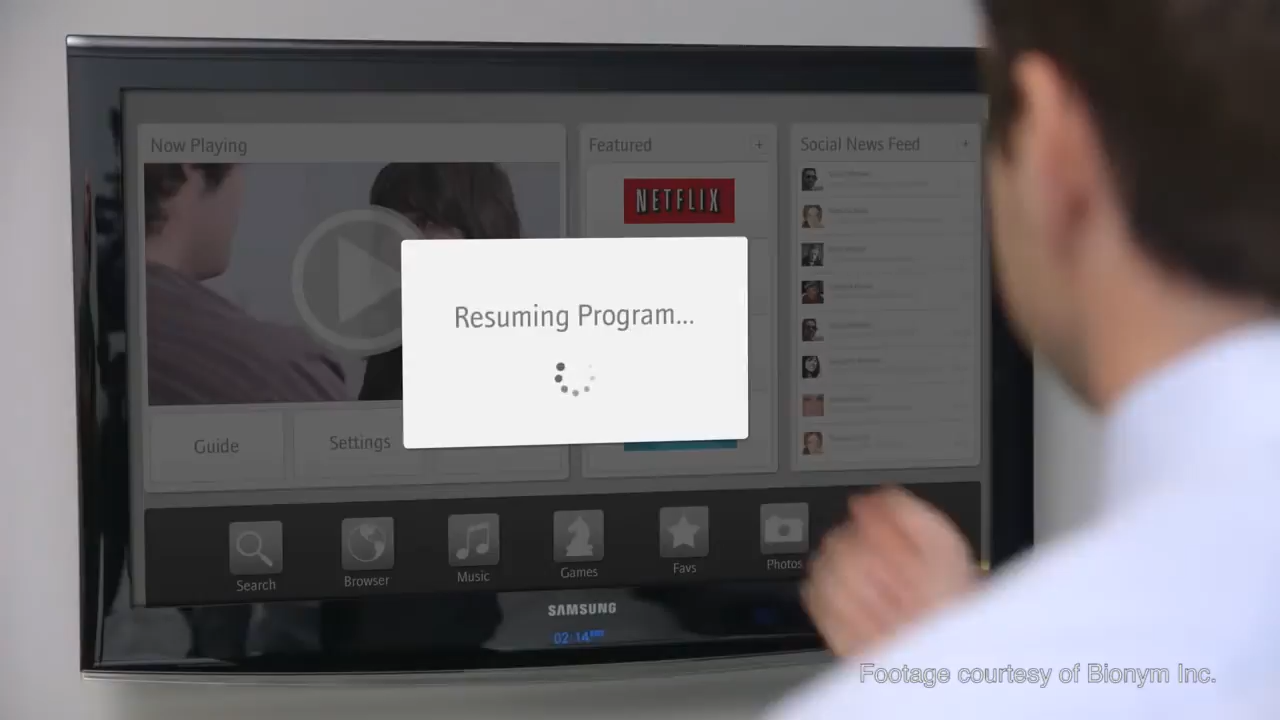 Now Playing
Featured
+
Social News Feed
+
NETFLIX
Resuming Program...
Guide
Settings
Search
Browser
Music
Games
Favs
Photos
SAMSUNG
02:14
Footage courtesy of Bionym Inc.